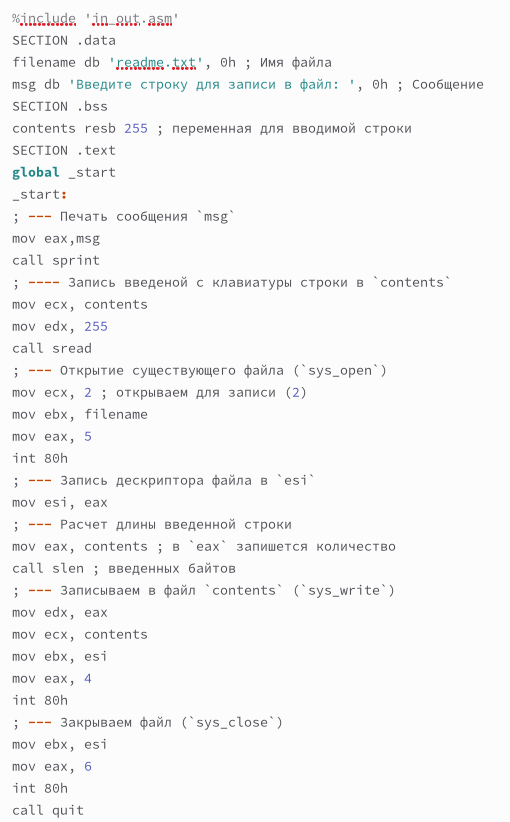 %include 'in_out.asm'
SECTION .data
filename db 'readme.txt', 0h ; Имя файла
msg db 'Введите строку для записи в файл: ', 0h ; Сообщение
SECTION .bss
contents resb 255 ; переменная для вводимой строки
SECTION .text
global _start
_start:
; --- Печать сообщения `msg`
mov eax,msg
call sprint
; ---- Запись введеной с клавиатуры строки в `contents`
mov ecx, contents
mov edx, 255
call sread
; --- Открытие существующего файла (`sys_open`)
mov ecx, 2 ; открываем для записи (2)
mov ebx, filename
mov eax, 5
int 80h
; --- Запись дескриптора файла в `esi`
mov esi, eax
; --- Расчет длины введенной строки
mov eax, contents ; в `eax` запишется количество
call slen ; введенных байтов
; --- Записываем в файл `contents` (`sys_write`)
mov edx, eax
mov ecx, contents
mov ebx, esi
mov eax, 4
int 80h
; --- Закрываем файл (`sys_close`)
mov ebx, esi
mov eax, 6
int 80h
call quit